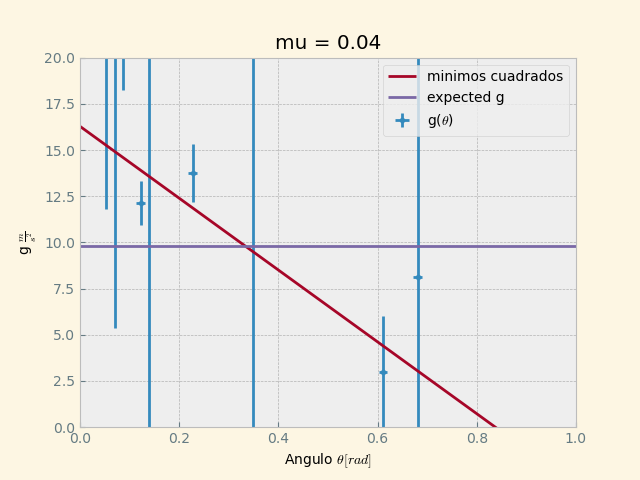 mu = 0.04
minimos cuadrados
expected g
g(θ)
20.0
17.5
15.0
12.5
10.0
7.5
5.0
2.5
0.0
g m/s²
0.0 0.2 0.4 0.6 0.8 1.0
Angulo θ[rad]